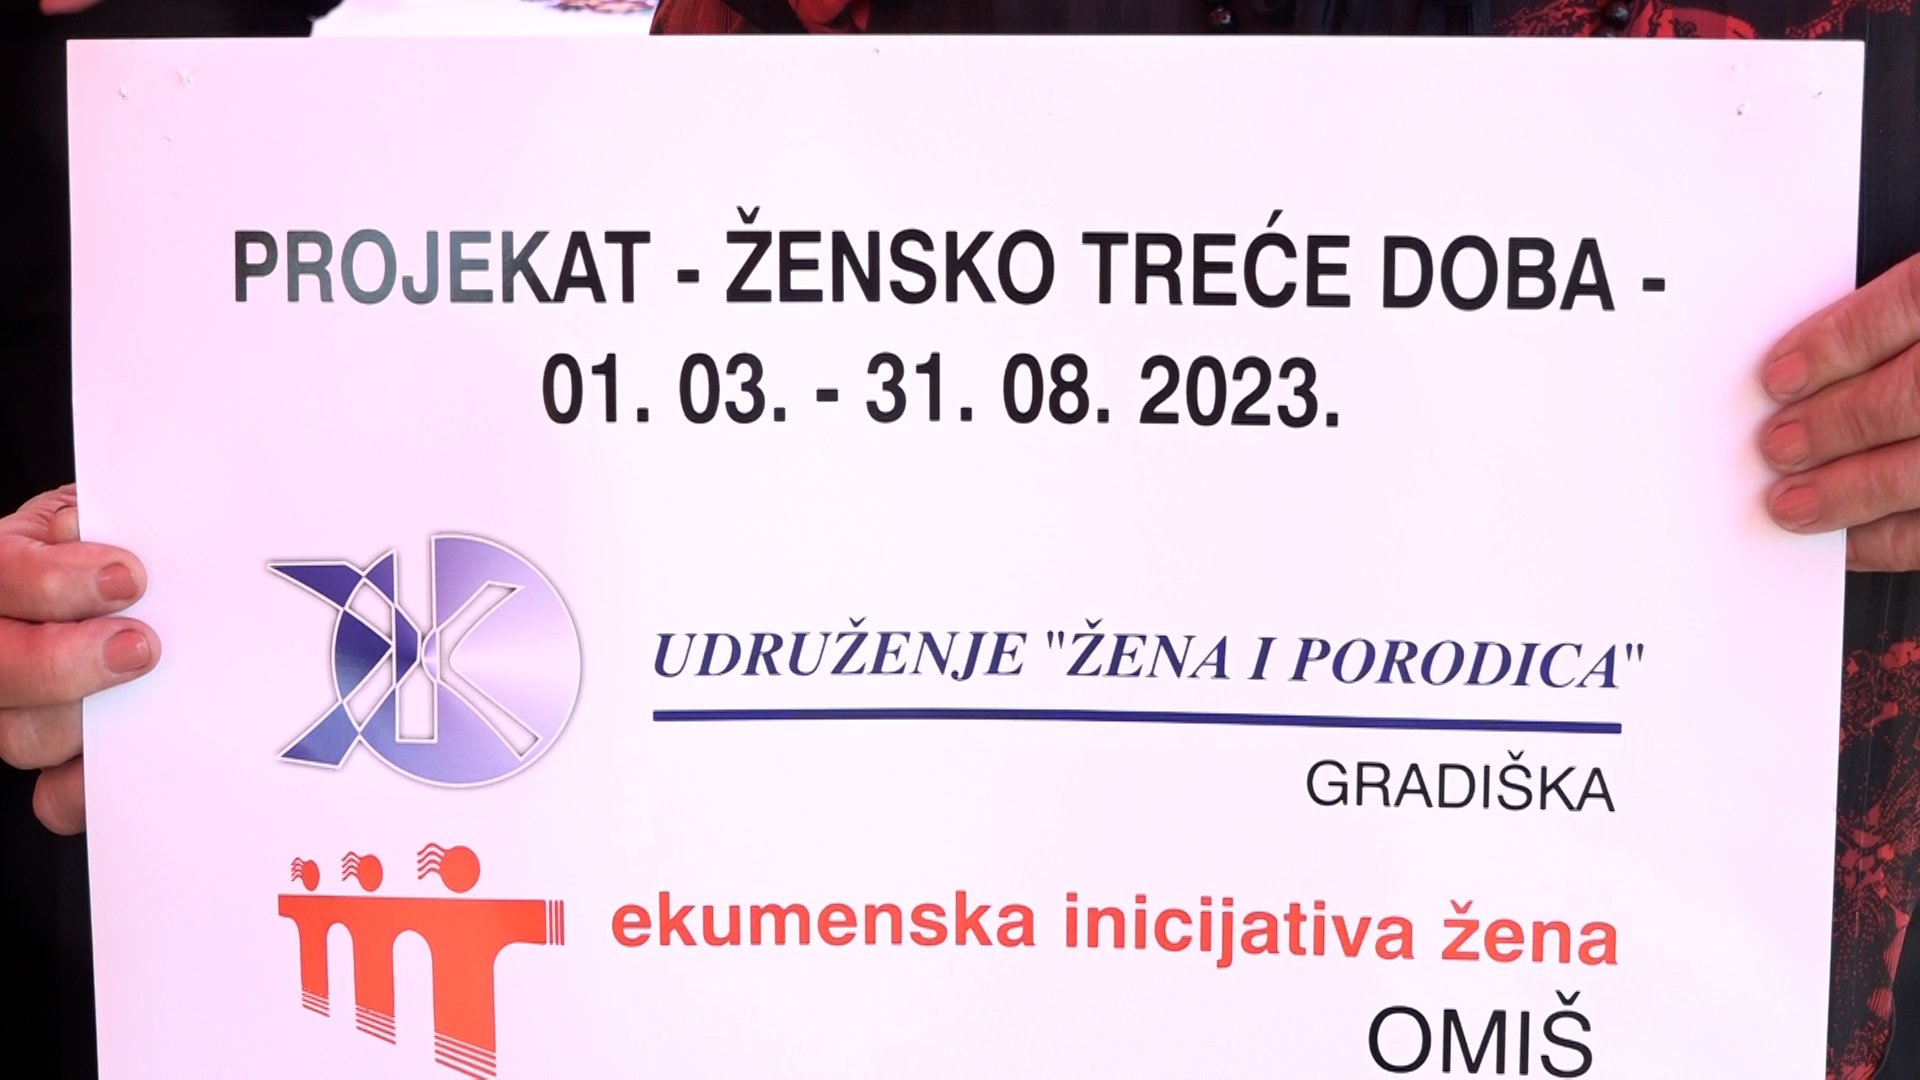 PROJEKAT - ŽENSKO TREĆE DOBA -
01. 03. - 31. 08. 2023.
UDRUŽENJE "ŽENA I PORODICA"
GRADIŠKA
ekumenska inicijativa žena
OMIŠ